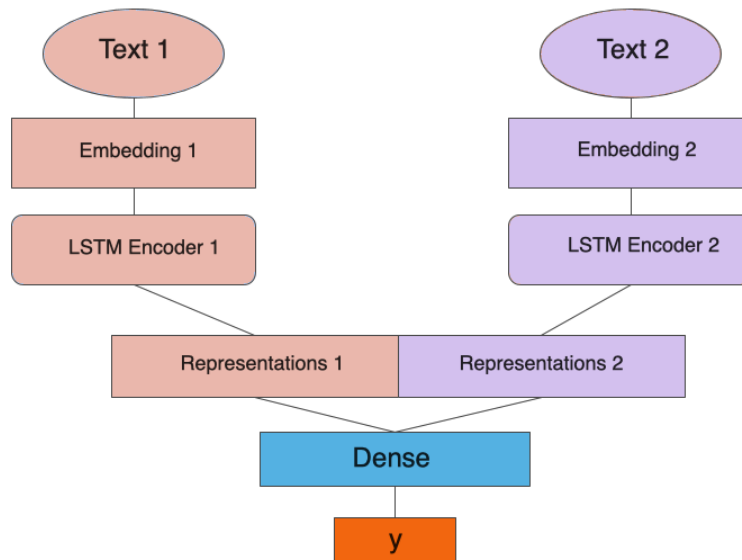 Text 1
Text 2
Embedding 1
Embedding 2
LSTM Encoder 1
LSTM Encoder 2
Representations 1
Representations 2
Dense
y